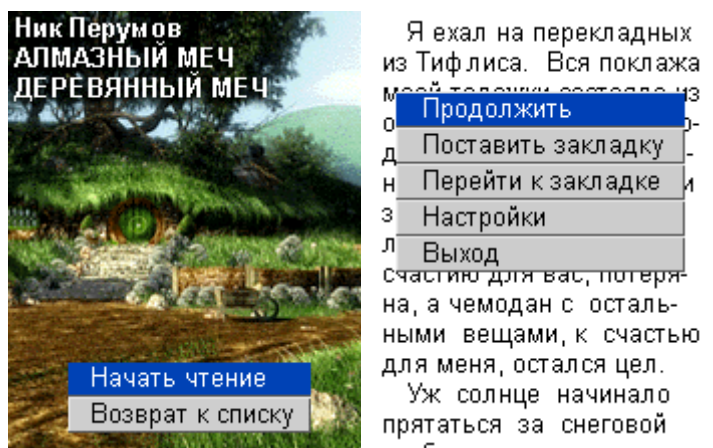 Ник Перумов
АЛМАЗНЫЙ МЕЧ
ДЕРЕВЯННЫЙ МЕЧ
Начать чтение
Возврат к списку
Я ехал на перекладных
из Тифлиса. Вся поклажа
Продолжить
Поставить закладку
Перейти к закладке
Настройки
Выход
счастию для вас, потеря-
на, а чемодан с осталь-
ными вещами, к счастью
для меня, остался цел.
Уж солнце начинало
прятаться за снеговой